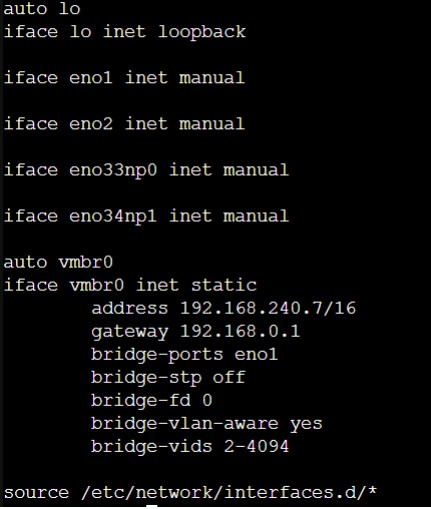 auto lo
iface lo inet loopback
iface eno1 inet manual
iface eno2 inet manual
iface eno33np0 inet manual
iface eno34np1 inet manual
auto vmbr0
iface vmbr0 inet static
address 192.168.240.7/16
gateway 192.168.0.1
bridge-ports eno1
bridge-stp off
bridge-fd 0
bridge-vlan-aware yes
bridge-vids 2-4094
source /etc/network/interfaces.d/*